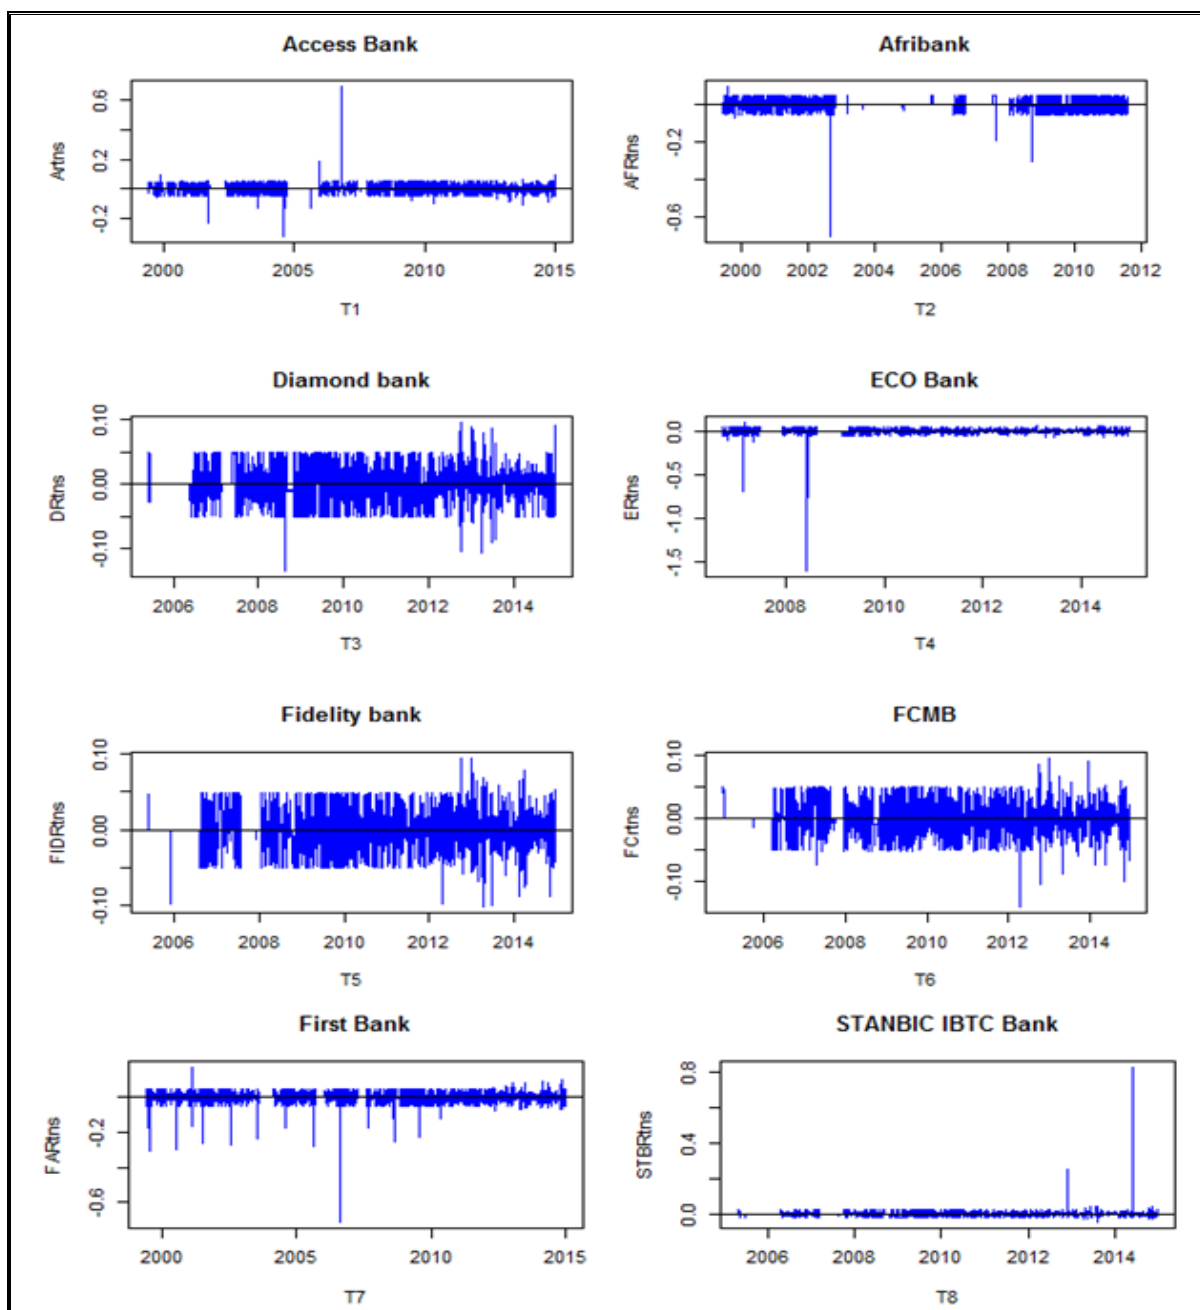 Access Bank
Artns
0.6
0.2
-0.2
2000 2005 2010 2015
T1
Afribank
AFRtns
-0.2
-0.6
2000 2002 2004 2006 2008 2010 2012
T2
Diamond bank
DRtns
0.10
0.00
-0.10
2006 2008 2010 2012 2014
T3
ECO Bank
ERtns
0.0
-0.5
-1.0
-1.5
2008 2010 2012 2014
T4
Fidelity bank
FIDRtns
0.10
0.00
-0.10
2006 2008 2010 2012 2014
T5
FCMB
FCrtns
0.10
0.00
-0.10
2006 2008 2010 2012 2014
T6
First Bank
FARtns
-0.2
-0.6
2000 2005 2010 2015
T7
STANBIC IBTC Bank
STBRtns
0.8
0.4
0.0
2006 2008 2010 2012 2014
T8